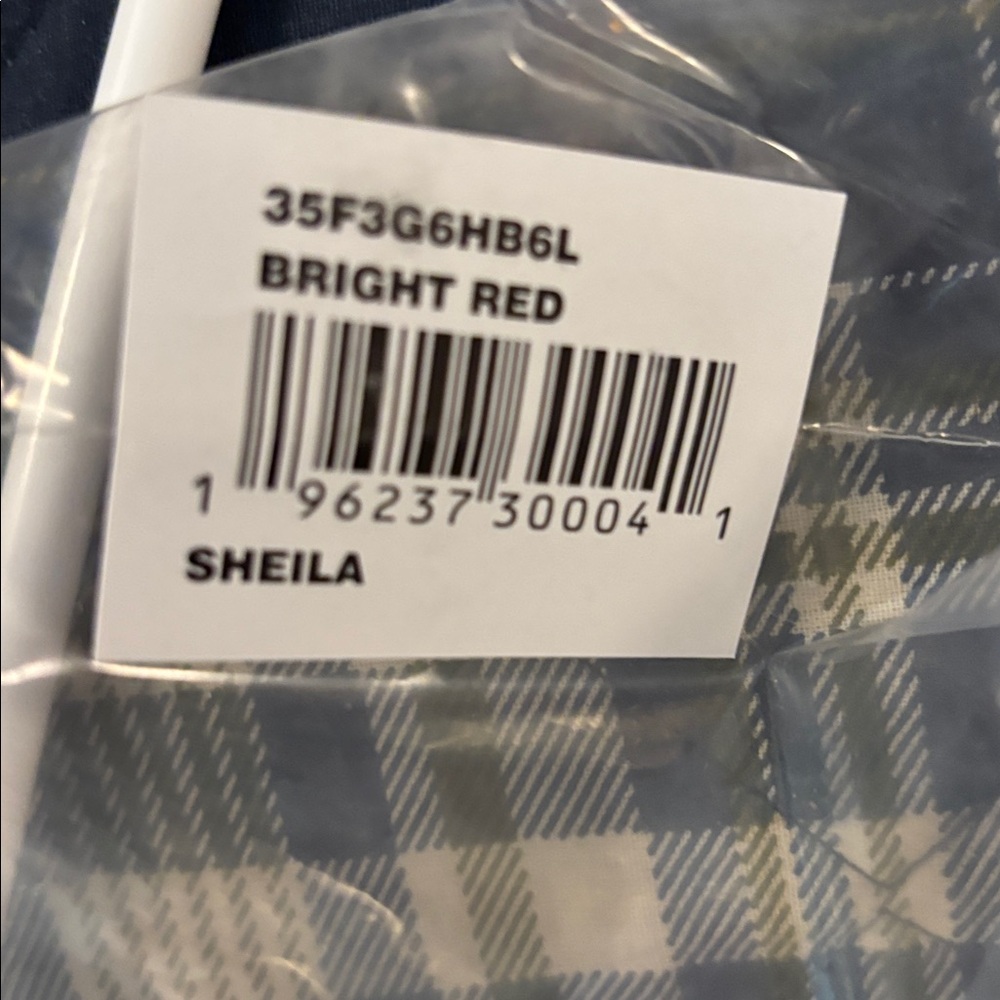 35F3G6HB6L
BRIGHT RED
1 96237 30004 1
SHEILA